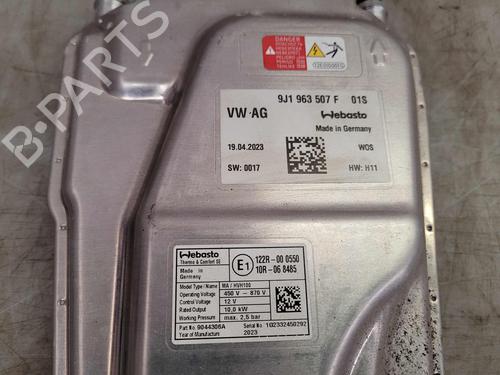 DANGER
9J1 963 507 F 01S
VW AG Webasto
Made in Germany
19.04.2023 WOS
SW: 0017 HW: H11
Webasto
Thermo & Comfort SE
Made in
Germany
E1
122R-00 0550
10R-06 8485
Model Type / Name MA / HVH100
Operating Voltage 450 V - 870 V
Control Voltage 12 V
Rated Output 10,0 kW
Working Pressure max. 2,5 bar
Part No. 9044306A Serial No 102332450292
Year of Manufacture 2023
B-PARTS